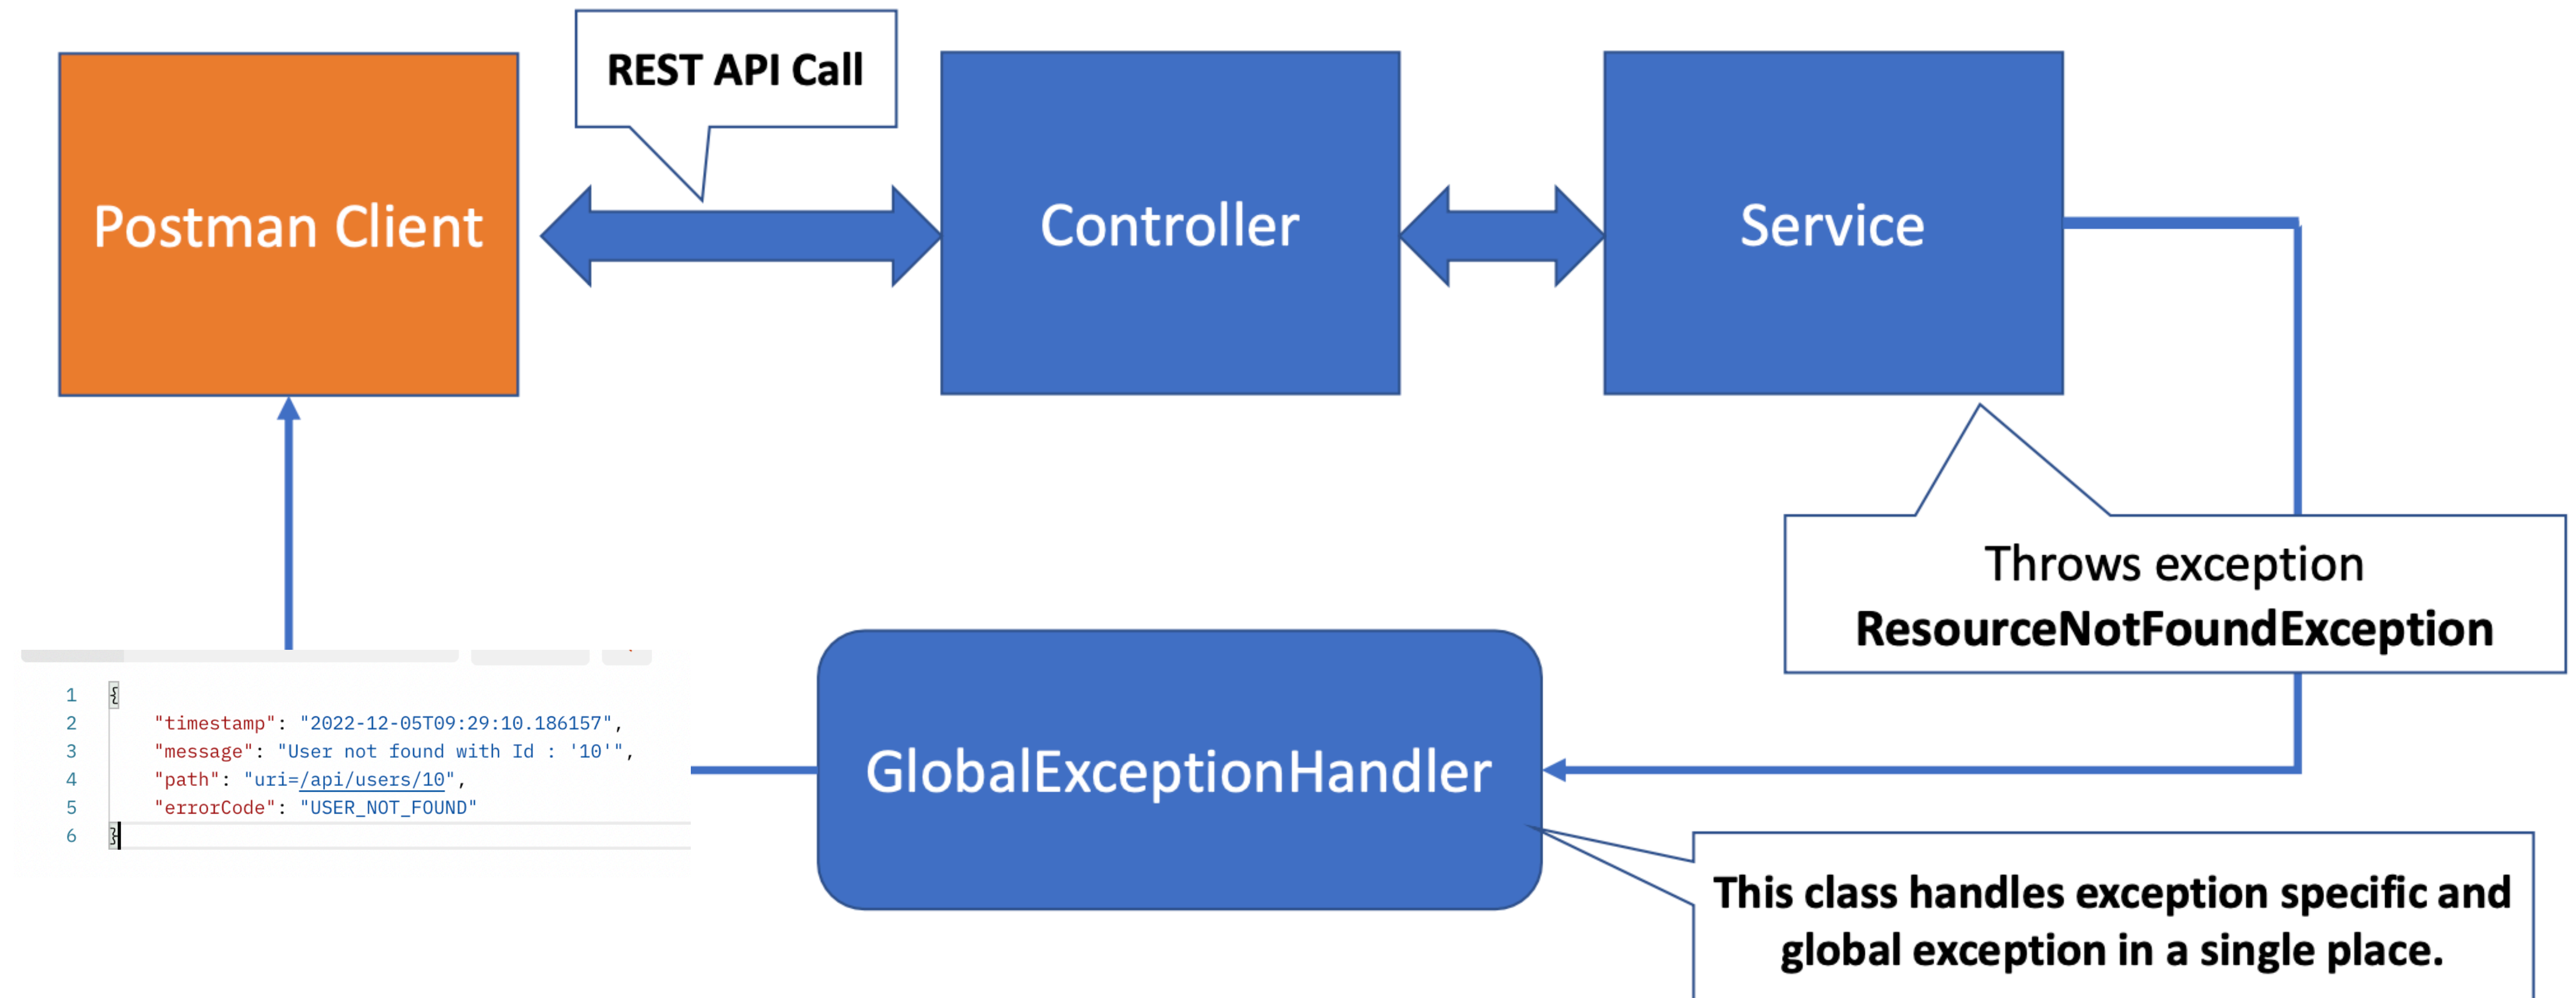 REST API Call
Postman Client
Controller
Service
Throws exception
ResourceNotFoundException
1 {
2 "timestamp": "2022-12-05T09:29:10.186157",
3 "message": "User not found with Id : '10'",
4 "path": "uri=/api/users/10",
5 "errorCode": "USER_NOT_FOUND"
6 }
GlobalExceptionHandler
This class handles exception specific and
global exception in a single place.